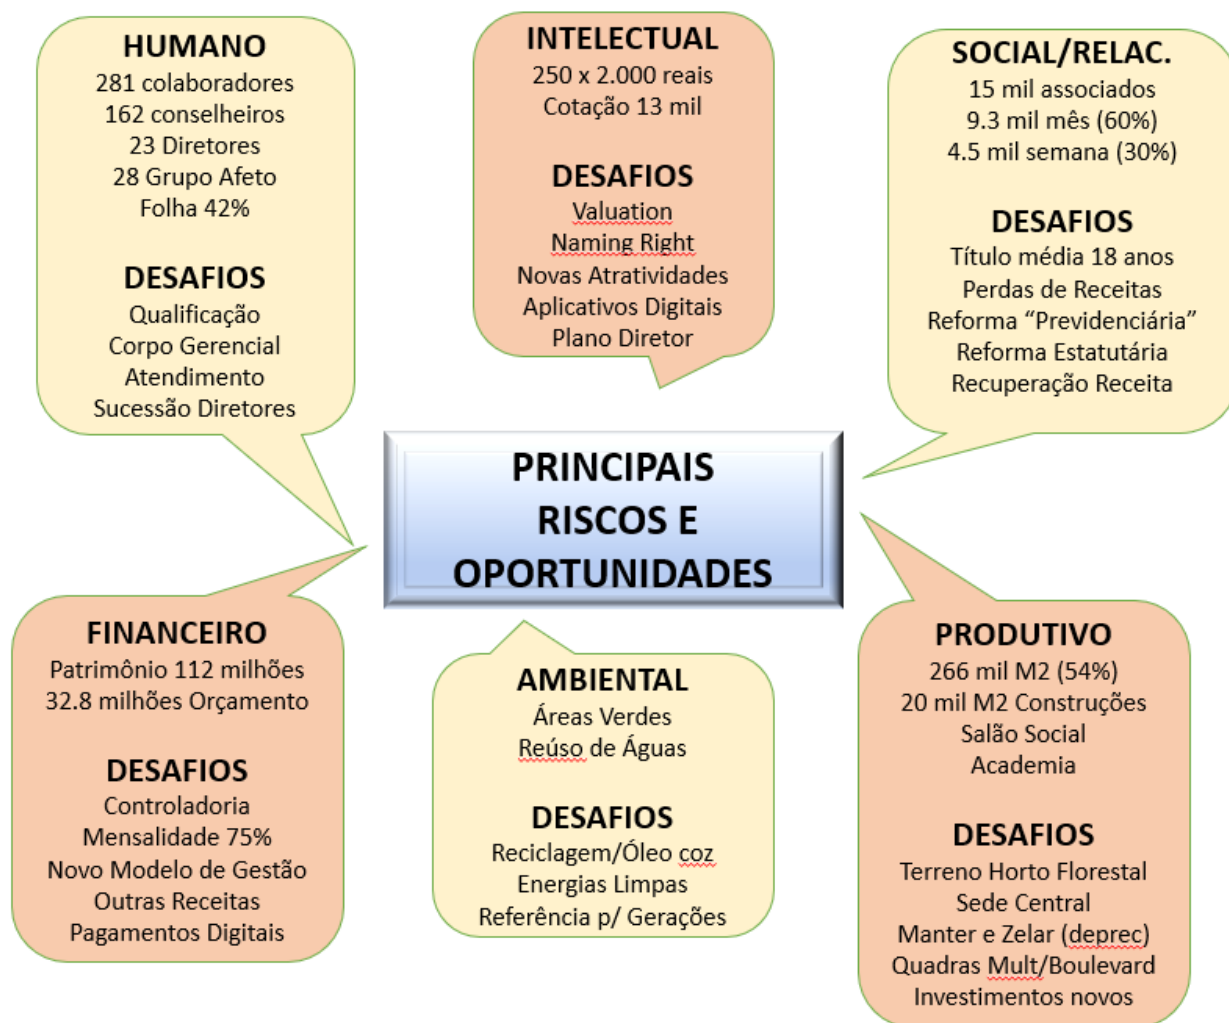 HUMANO
281 colaboradores
162 conselheiros
23 Diretores
28 Grupo Afeto
Folha 42%
DESAFIOS
Qualificação
Corpo Gerencial
Atendimento
Sucessão Diretores
INTELECTUAL
250 x 2.000 reais
Cotação 13 mil
DESAFIOS
Valuation
Naming Right
Novas Atratividades
Aplicativos Digitais
Plano Diretor
SOCIAL/RELAC.
15 mil associados
9.3 mil mês (60%)
4.5 mil semana (30%)
DESAFIOS
Título média 18 anos
Perdas de Receitas
Reforma “Previdenciária”
Reforma Estatutária
Recuperação Receita
PRINCIPAIS
RISCOS E
OPORTUNIDADES
FINANCEIRO
Patrimônio 112 milhões
32.8 milhões Orçamento
DESAFIOS
Controladoria
Mensalidade 75%
Novo Modelo de Gestão
Outras Receitas
Pagamentos Digitais
AMBIENTAL
Áreas Verdes
Reúso de Águas
DESAFIOS
Reciclagem/Óleo coz
Energias Limpas
Referência p/ Gerações
PRODUTIVO
266 mil M2 (54%)
20 mil M2 Construções
Salão Social
Academia
DESAFIOS
Terreno Horto Florestal
Sede Central
Manter e Zelar (deprec)
Quadras Mult/Boulevard
Investimentos novos